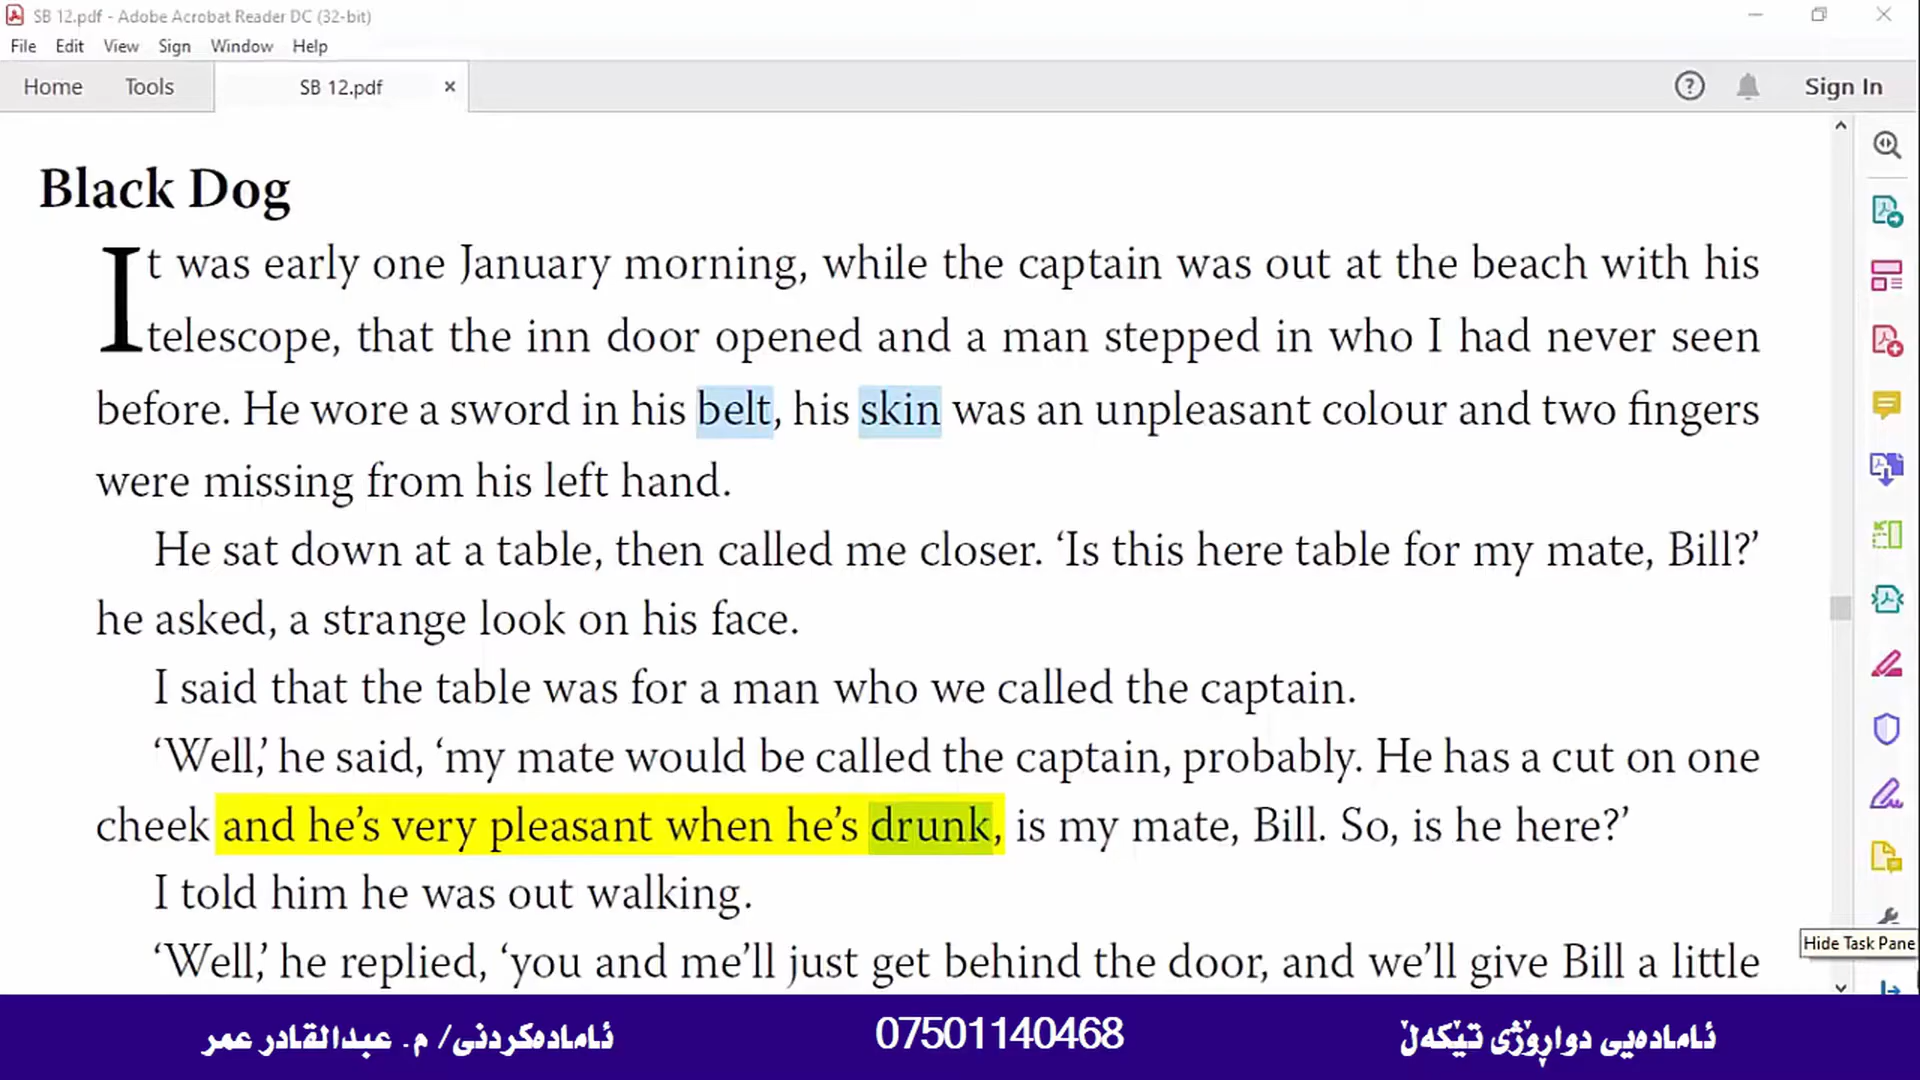 SB 12.pdf - Adobe Acrobat Reader DC (32-bit)
File Edit View Sign Window Help
Home Tools SB 12.pdf × Sign In
Black Dog
It was early one January morning, while the captain was out at the beach with his
telescope, that the inn door opened and a man stepped in who I had never seen
before. He wore a sword in his belt, his skin was an unpleasant colour and two fingers
were missing from his left hand.
He sat down at a table, then called me closer. ‘Is this here table for my mate, Bill?’
he asked, a strange look on his face.
I said that the table was for a man who we called the captain.
‘Well,’ he said, ‘my mate would be called the captain, probably. He has a cut on one
cheek and he’s very pleasant when he’s drunk, is my mate, Bill. So, is he here?’
I told him he was out walking.
Hide Task Pane
‘Well,’ he replied, ‘you and me’ll just get behind the door, and we’ll give Bill a little
ئامادەیی دواڕۆژی تێکەڵ
07501140468
ئامادەکردنی/ م. عبدالقادر عمر